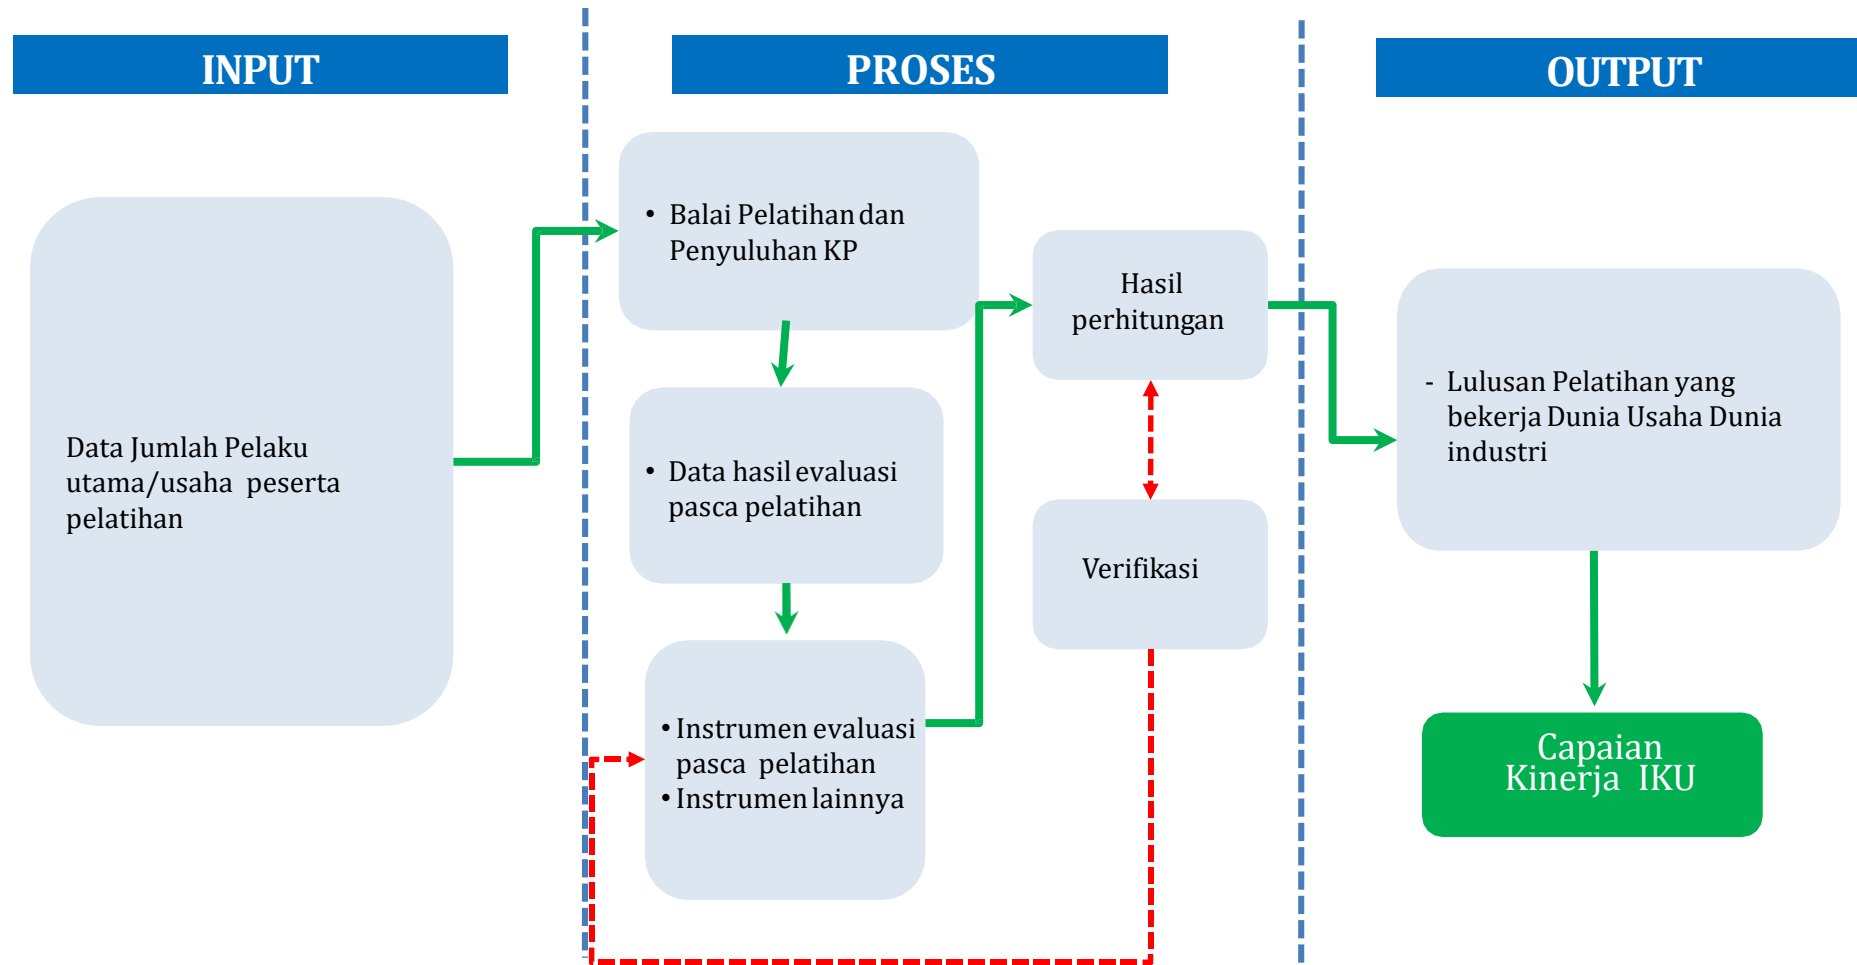 INPUT
PROSES
OUTPUT
Data Jumlah Pelaku
utama/usaha peserta
pelatihan
• Balai Pelatihan dan
Penyuluhan KP
• Data hasil evaluasi
pasca pelatihan
• Instrumen evaluasi
pasca pelatihan
• Instrumen lainnya
Hasil
perhitungan
Verifikasi
- Lulusan Pelatihan yang
bekerja Dunia Usaha Dunia
industri
Capaian
Kinerja IKU